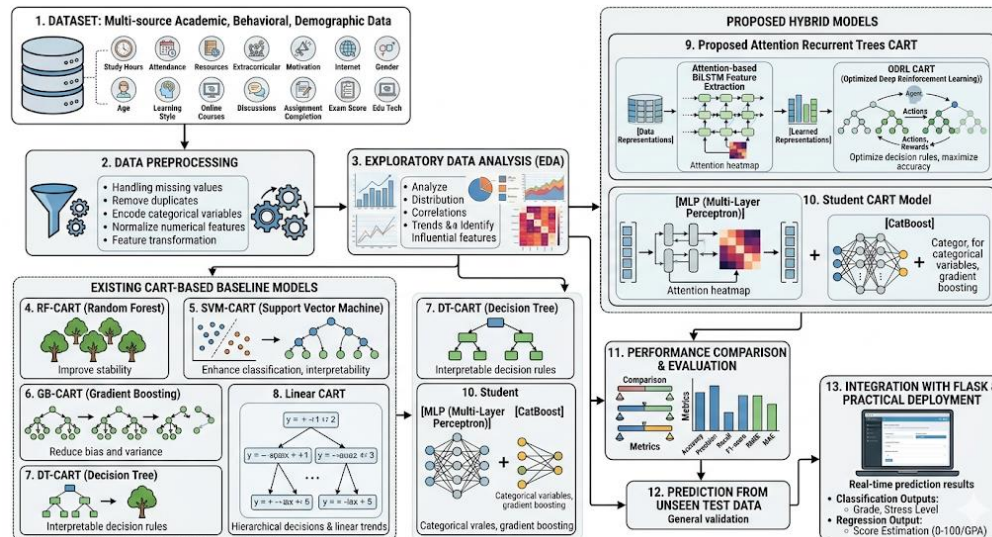 1. DATASET: Multi-source Academic, Behavioral, Demographic Data
Study Hours
Attendance
Resources
Extracorricular
Motivation
Internet
Gender
Age
Learning
Style
Online
Courses
Discussions
Assignment
Completion
Exam Score
Edu Tech
2. DATA PREPROCESSING
• Handling missing values
• Remove duplicates
• Encode categorical variables
• Normalize numerical features
• Feature transformation
3. EXPLORATORY DATA ANALYSIS (EDA)
• Analyze
• Distribution
• Correlations
• Trends &a Identify
Influential features
EXISTING CART-BASED BASELINE MODELS
4. RF-CART (Random Forest)
Improve stability
5. SVM-CART (Support Vector Machine)
Enhance classification, interpretability
6. GB-CART (Gradient Boosting)
Reduce bias and variance
7. DT-CART (Decision Tree)
Interpretable decision rules
8. Linear CART
...
Hierarchical decisions & linear trends
7. DT-CART (Decision Tree)
Interpretable decision rules
10. Student
[MLP (Multi-Layer
Perceptron)]
[CatBoost]
+
Categorical variables,
gradient boosting
Categorical vales, gradient boosting
PROPOSED HYBRID MODELS
9. Proposed Attention Recurrent Trees CART
Attention-based
BiLSTM Feature
Extraction
[Data
Representations]
Attention heatmap
[Learned
Representations]
ODRL CART
(Optimized Deep Reinforcement Learning))
Agent
Actions
Actions,
Rewards
Optimize decision rules, maximize
accuracy
10. Student CART Model
[MLP (Multi-Layer
Perceptron)]
Attention heatmap
+
[CatBoost]
+
Categor, for
categorical
variables,
gradient
boosting
11. PERFORMANCE COMPARISON
& EVALUATION
Comparison
Metrics
Metrics
Accuracy
Precision
Recall
F1-score
RMEE
MAE
12. PREDICTION FROM
UNSEEN TEST DATA
General validation
13. INTEGRATION WITH FLASK &
PRACTICAL DEPLOYMENT
Real-time prediction results
• Classification Outputs:
◦ Grade, Stress Level
• Regression Output:
◦ Score Estimation (0-100/GPA)